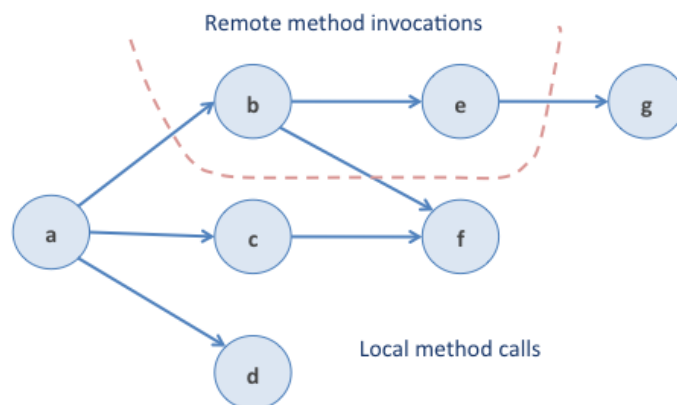 Remote method invocations
b
e
g
a
c
f
Local method calls
d